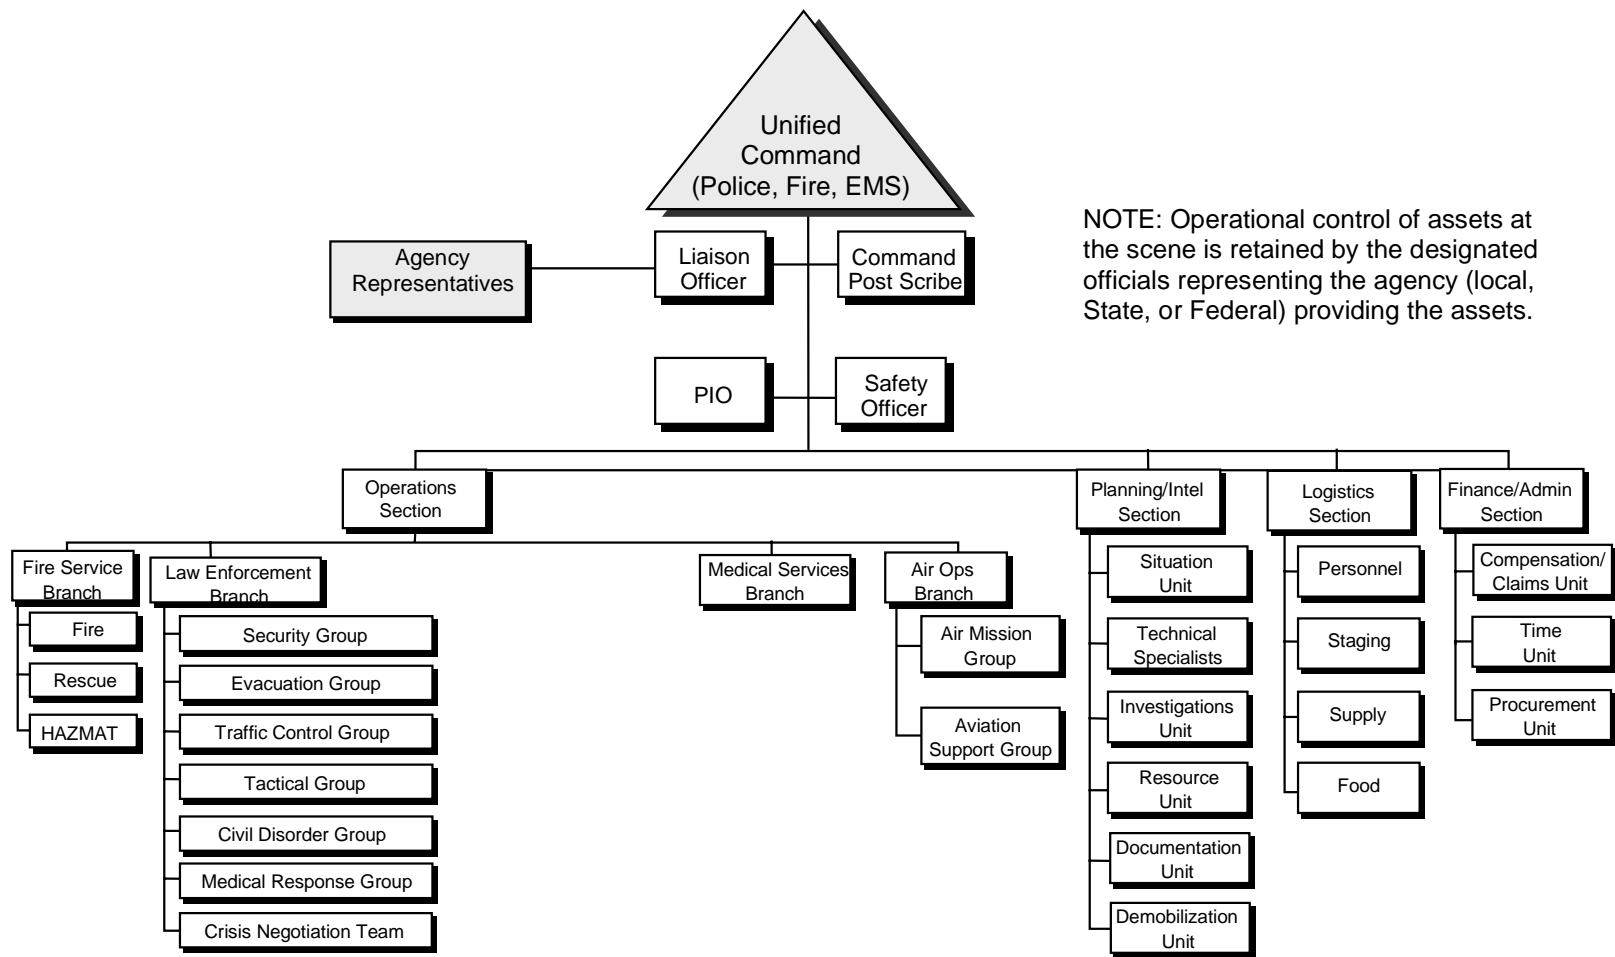 Unified
Command
(Police, Fire, EMS)
NOTE: Operational control of assets at
the scene is retained by the designated
officials representing the agency (local,
State, or Federal) providing the assets.
Agency
Representatives
Liaison
Officer
Command
Post Scribe
PIO
Safety
Officer
Operations
Section
Planning/Intel
Section
Logistics
Section
Finance/Admin
Section
Fire Service
Branch
Law Enforcement
Branch
Medical Services
Branch
Air Ops
Branch
Fire
Rescue
HAZMAT
Security Group
Evacuation Group
Traffic Control Group
Tactical Group
Civil Disorder Group
Medical Response Group
Crisis Negotiation Team
Air Mission
Group
Aviation
Support Group
Situation
Unit
Technical
Specialists
Investigations
Unit
Resource
Unit
Documentation
Unit
Demobilization
Unit
Personnel
Staging
Supply
Food
Compensation/
Claims Unit
Time
Unit
Procurement
Unit